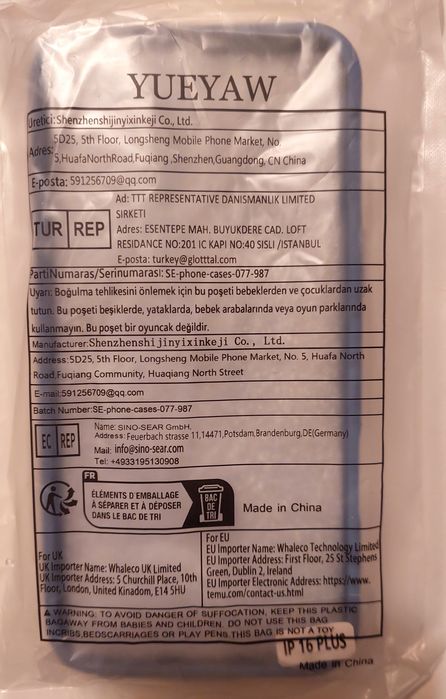 YUEYAW
Üretici:Shenzhenshijinyixinkeji Co., Ltd.
Adres:
5D25, 5th Floor, Longsheng Mobile Phone Market, No.
5,HuafaNorthRoad,Fuqiang ,Shenzhen,Guangdong, CN China
E-posta: 591256709@qq.com
TUR REP
Ad: TTT REPRESENTATIVE DANISMANLIK LIMITED
SIRKETI
Adres: ESENTEPE MAH. BUYUKDERE CAD. LOFT
RESIDANCE NO:201 IC KAPI NO:40 SISLI /ISTANBUL
E-posta: turkey@glotttal.com
PartiNumaras/Serinumarası: SE-phone-cases-077-987
Uyarı: Boğulma tehlikesini önlemek için bu poşeti bebeklerden ve çocuklardan uzak
tutun. Bu poşeti beşiklerde, yataklarda, bebek arabalarında veya oyun parklarında
kullanmayın. Bu poşet bir oyuncak değildir.
Manufacturer:Shenzhenshijinyixinkeji Co., Ltd.
Address:5D25, 5th Floor, Longsheng Mobile Phone Market, No. 5, Huafa North
Road,Fuqiang Community, Huaqiang North Street
E-mail:591256709@qq.com
Batch Number:SE-phone-cases-077-987
EC REP
Name: SINO-SEAR GmbH.
Address: Feuerbach strasse 11,14471,Potsdam,Brandenburg,DE(Germany)
Mail: info@sino-sear.com
Tel: +4933195130908
FR
ÉLÉMENTS D'EMBALLAGE
À SÉPARER ET À DÉPOSER
DANS LE BAC DE TRI
BAC
DE
TRI
Made in China
For UK
UK Importer Name: Whaleco UK Limited
UK Importer Address: 5 Churchill Place, 10th
Floor, London, United Kinadom, E14 5HU
For EU
EU Importer Name: Whaleco Technology Limited
EU Importer Address: First Floor, 25 St Stephens
Green, Dublin 2, Ireland
EU Importer Electronic Address: https://www.
temu.com/contact-us.html
WARNING: TO AVOID DANGER OF SUFFOCATION, KEEP THIS PLASTIC
BAGAWAY FROM BABIES AND CHILDREN. DO NOT USE THIS BAG
INCRIBS,BEDSCARRIAGES OR PLAY PENS.THIS BAG IS NOT A TOY
IP 16 PLUS
Made in China